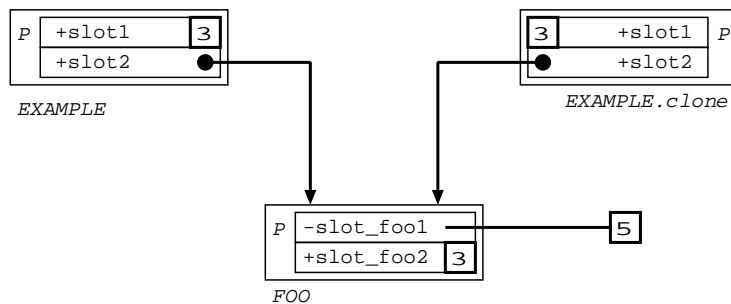 P +slot1 3
+slot2
EXAMPLE
3 +slot1 P
+slot2
EXAMPLE.clone
P -slot_foo1 5
+slot_foo2 3
FOO